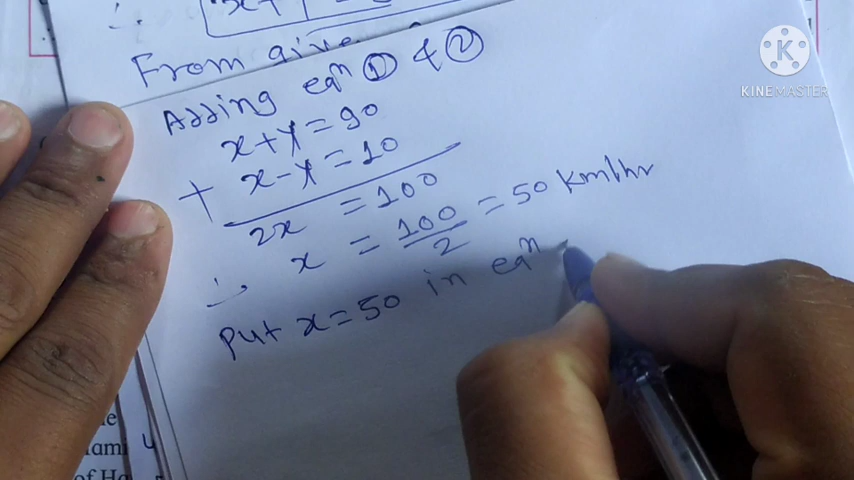 ∴ x+y
From given
Adding eqn ① & ②
x+y=90
+ x-y=10
2x = 100
∴ x = 100/2 = 50 km/hr
Put x=50 in eqn
KINEMASTER